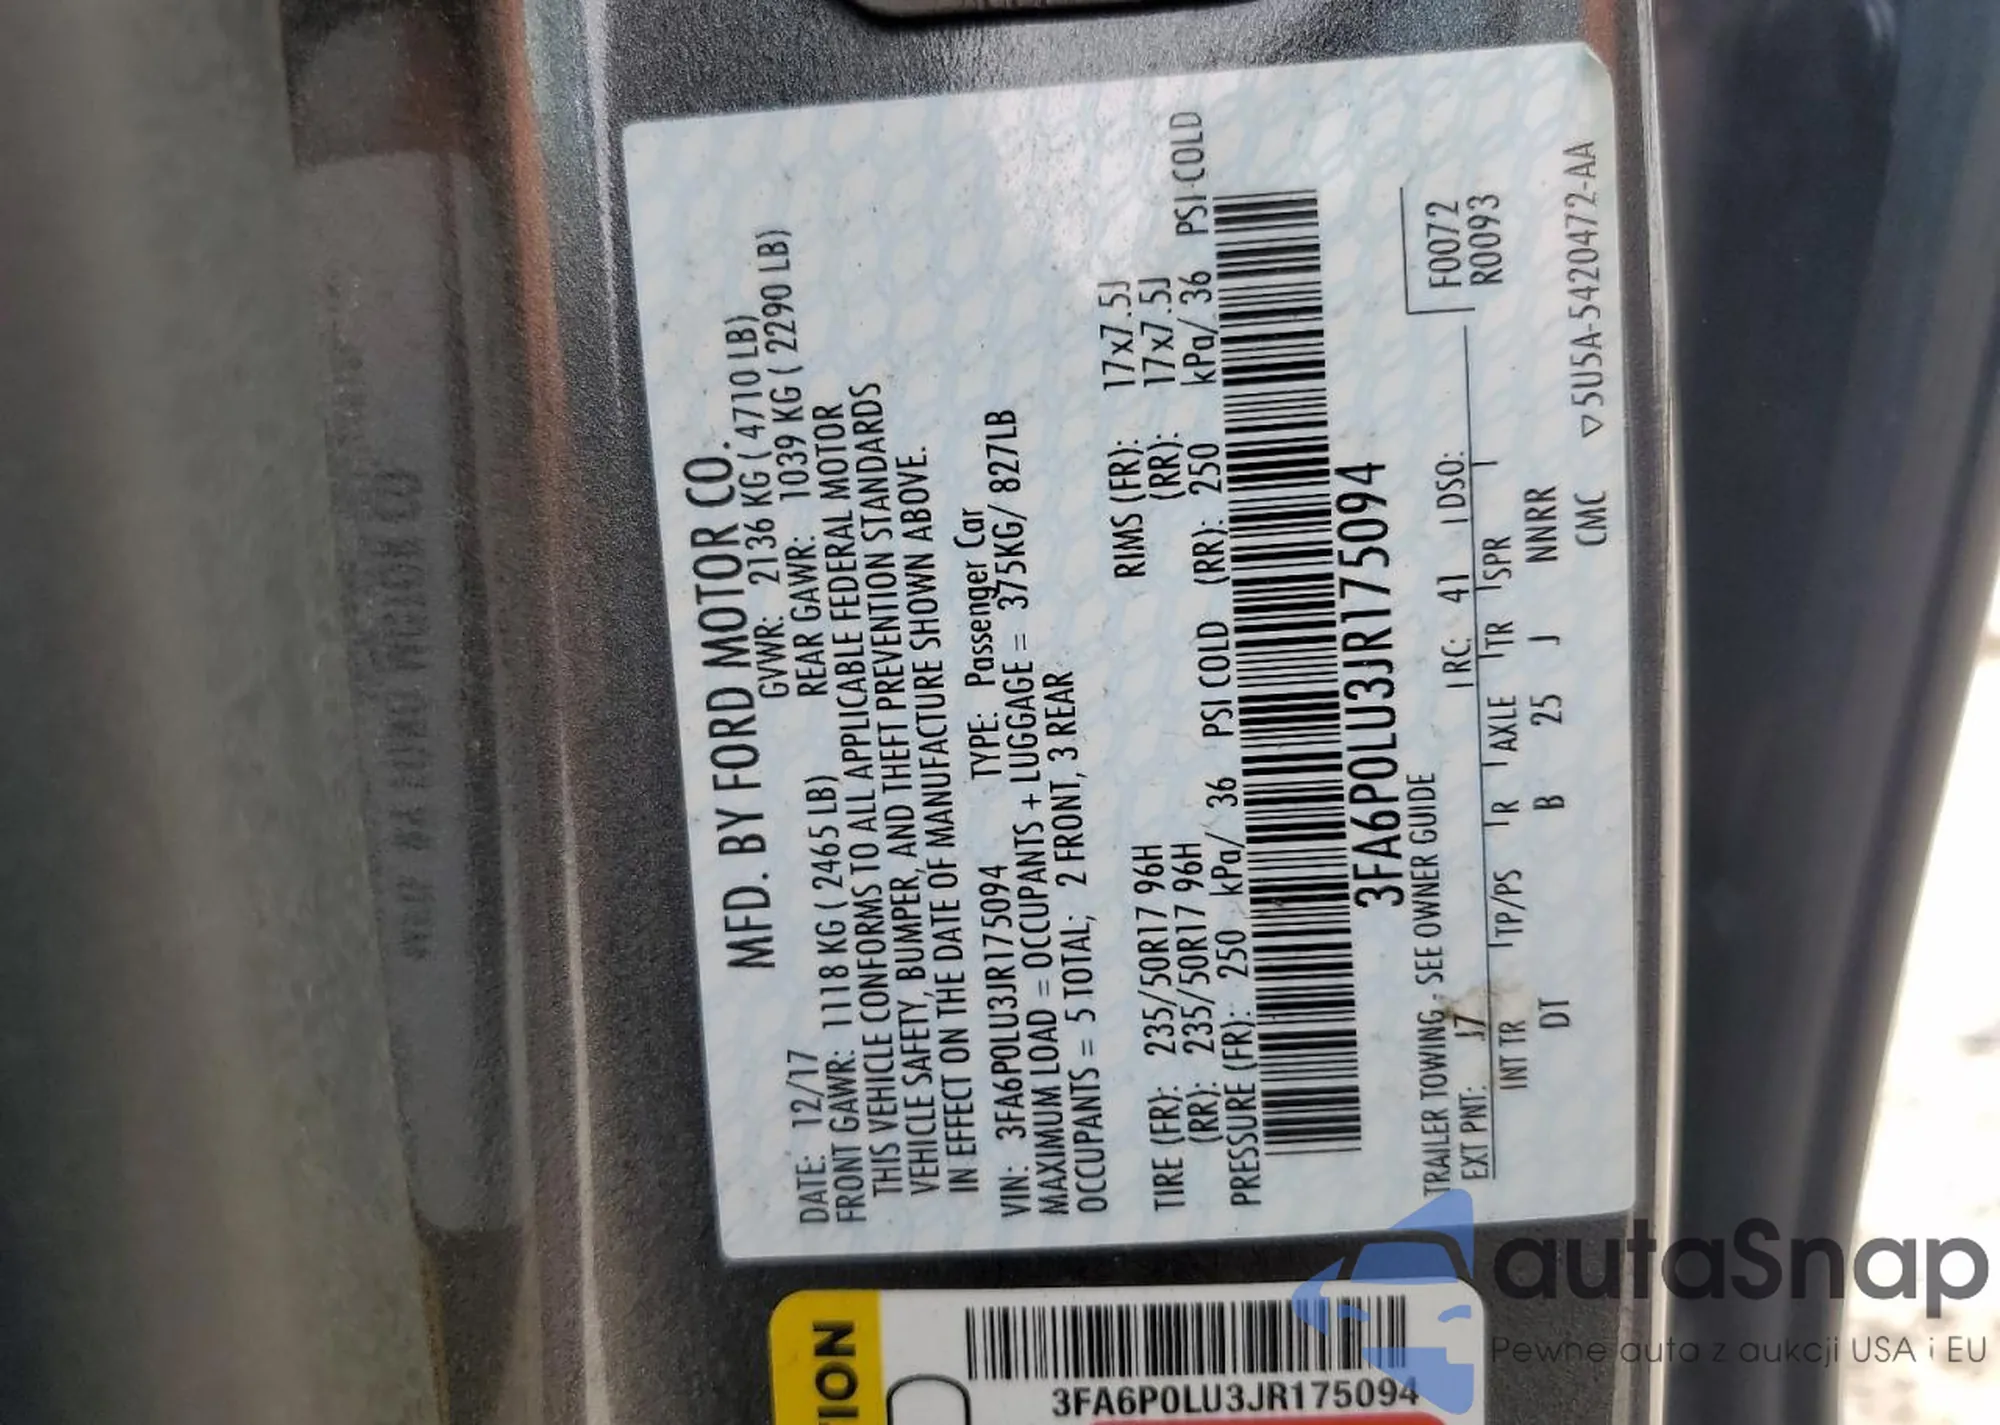 MFD. BY FORD MOTOR CO.
DATE: 12/17 GVWR: 2136 KG ( 4710 LB)
FRONT GAWR: 1118 KG ( 2465 LB) REAR GAWR: 1039 KG ( 2290 LB)
THIS VEHICLE CONFORMS TO ALL APPLICABLE FEDERAL MOTOR
VEHICLE SAFETY, BUMPER, AND THEFT PREVENTION STANDARDS
IN EFFECT ON THE DATE OF MANUFACTURE SHOWN ABOVE.
VIN: 3FA6P0LU3JR175094 TYPE: Passenger Car
MAXIMUM LOAD = OCCUPANTS + LUGGAGE = 375KG/ 827LB
OCCUPANTS = 5 TOTAL; 2 FRONT, 3 REAR
TIRE (FR): 235/50R17 96H RIMS (FR): 17x7.5J
(RR): 235/50R17 96H (RR): 17x7.5J
PRESSURE (FR): 250 kPa/ 36 PSI COLD (RR): 250 kPa/ 36 PSI COLD
3FA6P0LU3JR175094
TRAILER TOWING - SEE OWNER GUIDE
EXT PNT: J7 RC: 41 DSO: F0072
INT TR TP/PS R AXLE TR SPR R0093
DT B 25 J NNRR
CMC ▽5U5A-5420472-AA
TION
3FA6P0LU3JR175094
autaSnap
Pewne auta z aukcji USA i EU